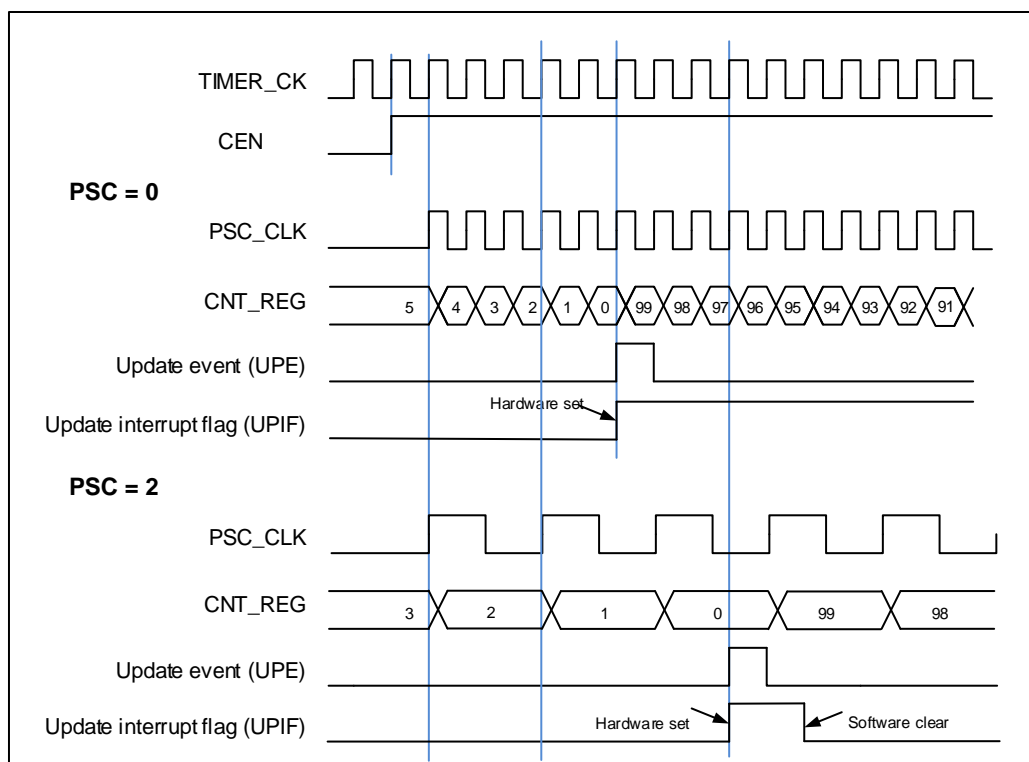 TIMER_CK
CEN
PSC = 0
PSC_CLK
CNT_REG 5 4 3 2 1 0 99 98 97 96 95 94 93 92 91
Update event (UPE)
Hardware set
Update interrupt flag (UPIF)
PSC = 2
PSC_CLK
CNT_REG 3 2 1 0 99 98
Update event (UPE)
Update interrupt flag (UPIF) Hardware set Software clear